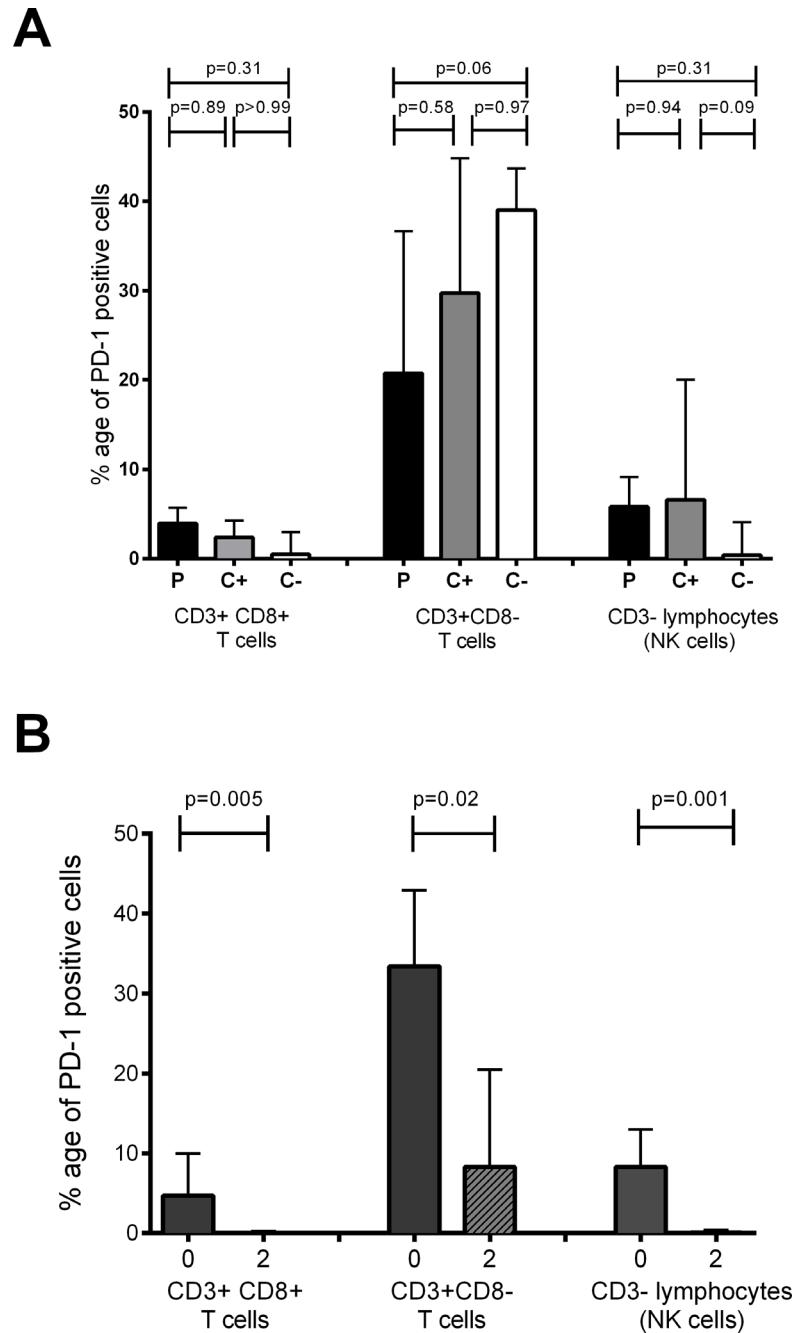 A
p=0.31
p=0.06
p=0.31
p=0.89
p>0.99
p=0.58
p=0.97
p=0.94
p=0.09
% age of PD-1 positive cells
50
40
30
20
10
0
P C+ C- P C+ C- P C+ C-
CD3+ CD8+
T cells
CD3+CD8-
T cells
CD3- lymphocytes
(NK cells)
B
p=0.005
p=0.02
p=0.001
% age of PD-1 positive cells
50
40
30
20
10
0
0 2 0 2 0 2
CD3+ CD8+
T cells
CD3+CD8-
T cells
CD3- lymphocytes
(NK cells)